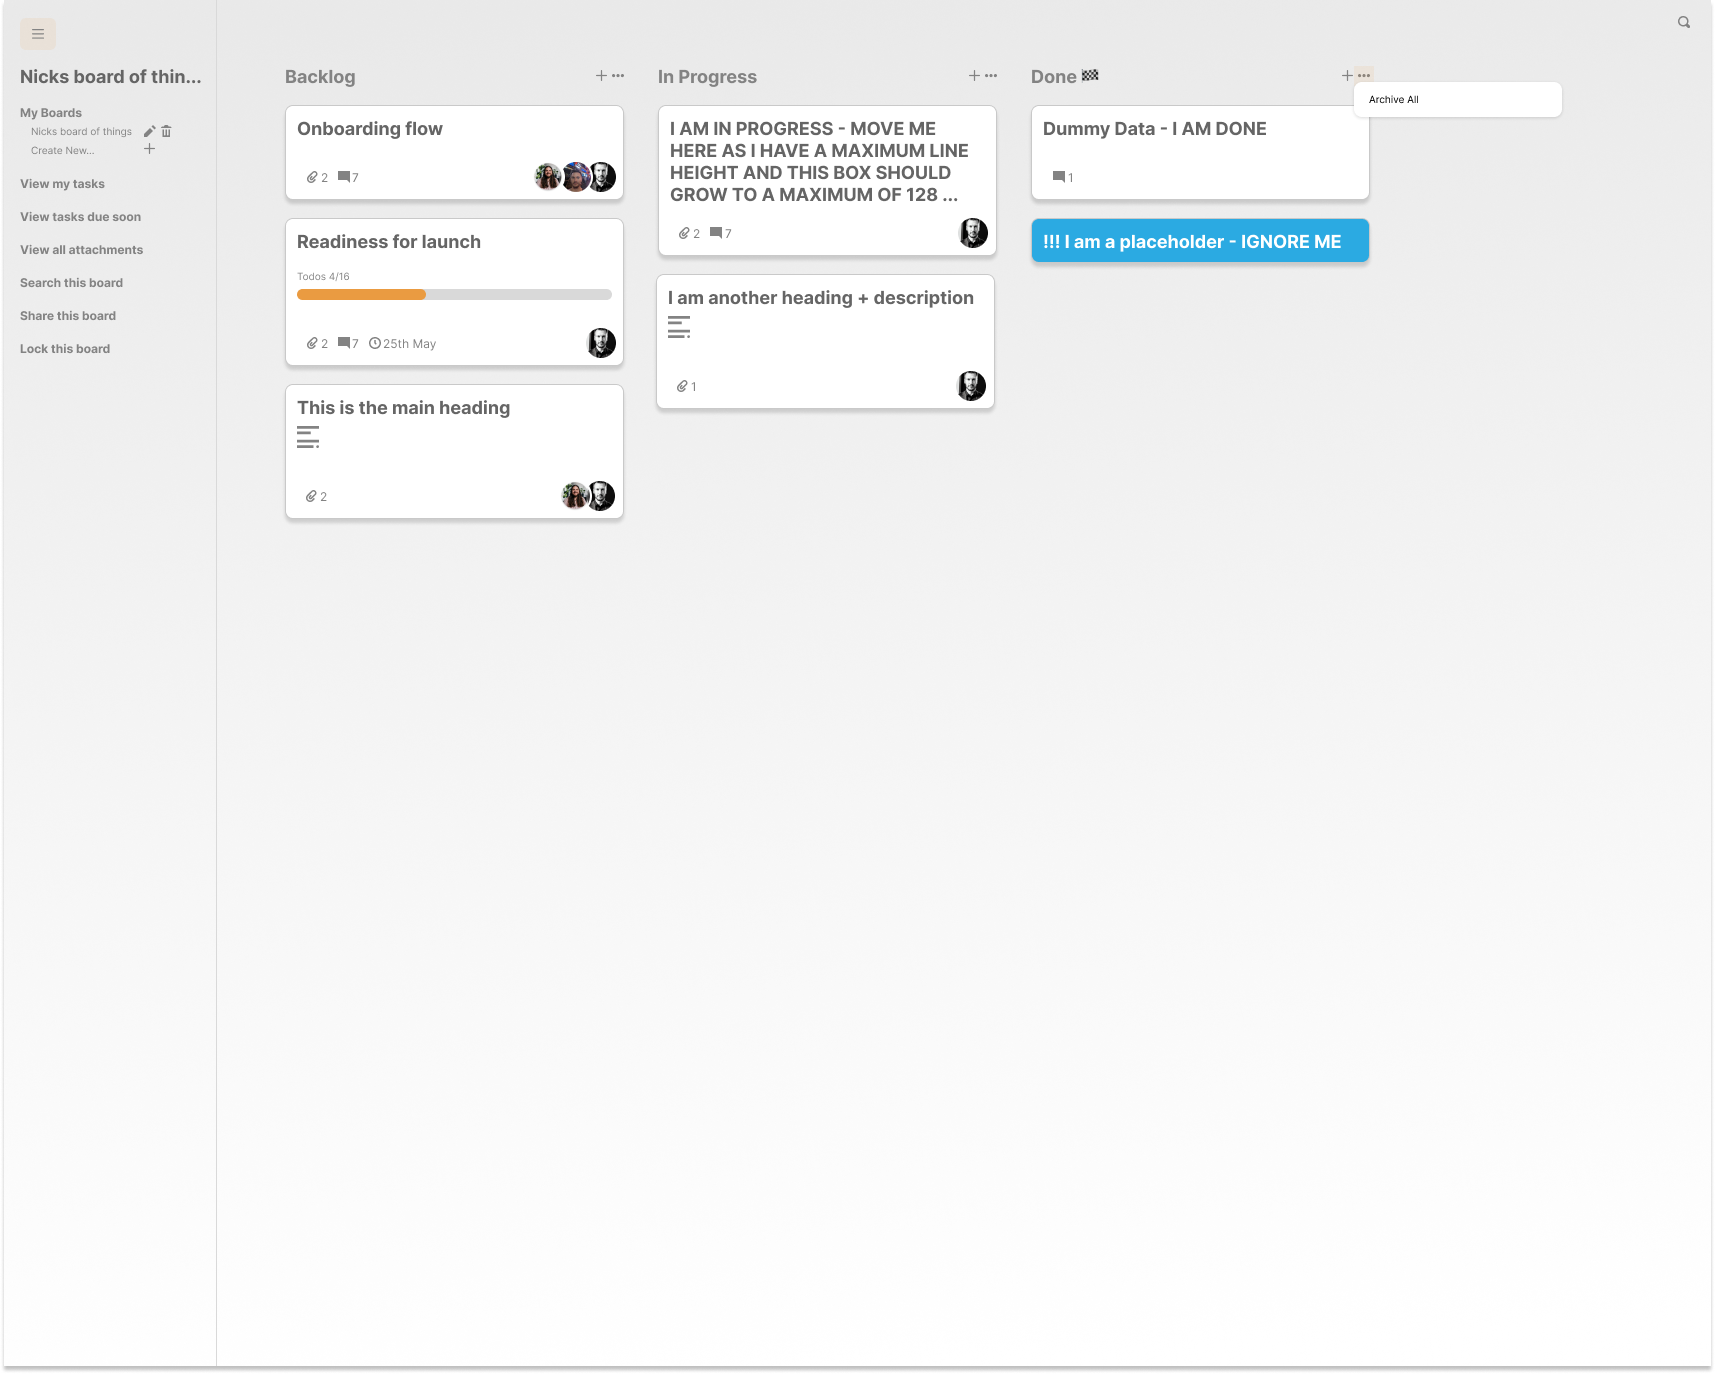 Nicks board of thin...
My Boards
Nicks board of things
Create New...
View my tasks
View tasks due soon
View all attachments
Search this board
Share this board
Lock this board
Backlog
Onboarding flow
2 7
Readiness for launch
Todos 4/16
2 7 25th May
This is the main heading
2
In Progress
I AM IN PROGRESS - MOVE ME
HERE AS I HAVE A MAXIMUM LINE
HEIGHT AND THIS BOX SHOULD
GROW TO A MAXIMUM OF 128 ...
2 7
I am another heading + description
1
Done
Archive All
Dummy Data - I AM DONE
1
!!! I am a placeholder - IGNORE ME